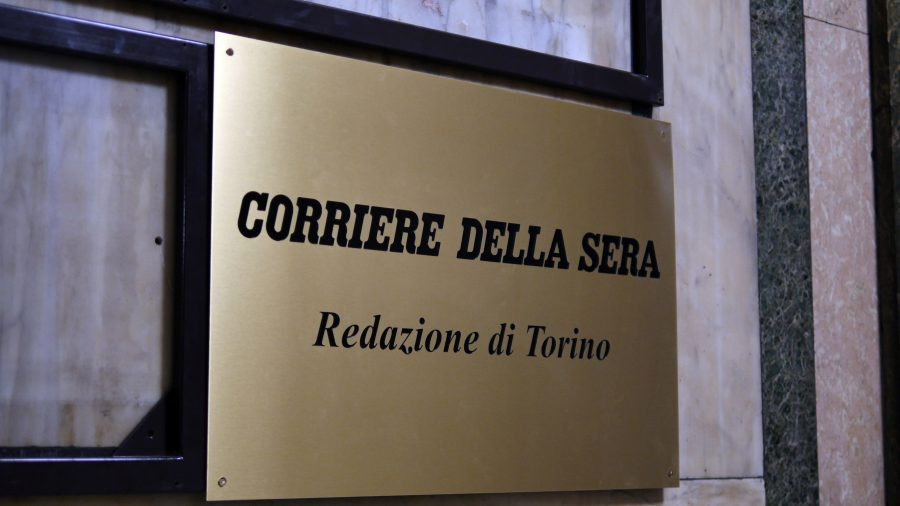 CORRIERE DELLA SERA
Redazione di Torino